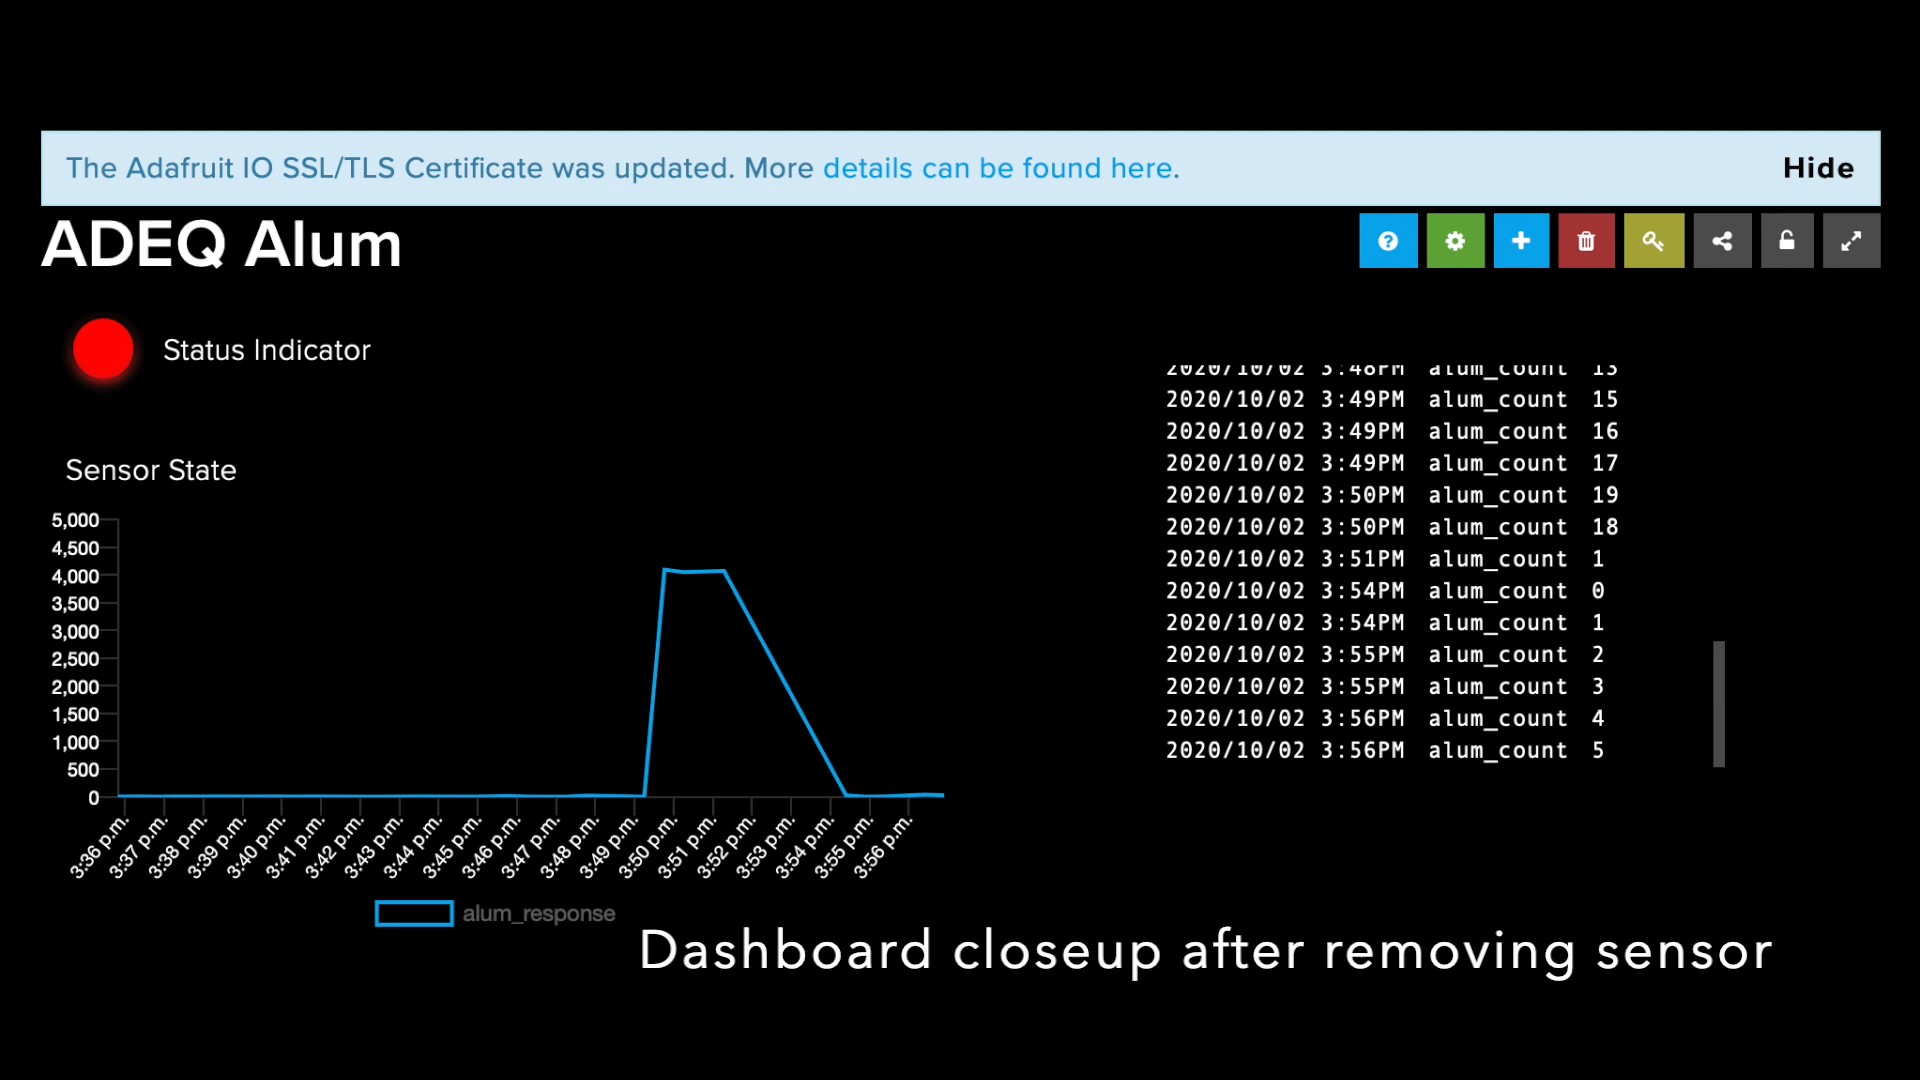 The Adafruit IO SSL/TLS Certificate was updated. More details can be found here.
Hide
ADEQ Alum
Status Indicator
2020/10/02 3:48PM alum_count 13
2020/10/02 3:49PM alum_count 15
2020/10/02 3:49PM alum_count 16
2020/10/02 3:49PM alum_count 17
2020/10/02 3:50PM alum_count 19
2020/10/02 3:50PM alum_count 18
2020/10/02 3:51PM alum_count 1
2020/10/02 3:54PM alum_count 0
2020/10/02 3:54PM alum_count 1
2020/10/02 3:55PM alum_count 2
2020/10/02 3:55PM alum_count 3
2020/10/02 3:56PM alum_count 4
2020/10/02 3:56PM alum_count 5
Sensor State
5,000
4,500
4,000
3,500
3,000
2,500
2,000
1,500
1,000
500
0
3:36 p.m.
3:37 p.m.
3:38 p.m.
3:39 p.m.
3:40 p.m.
3:41 p.m.
3:42 p.m.
3:43 p.m.
3:44 p.m.
3:45 p.m.
3:46 p.m.
3:47 p.m.
3:48 p.m.
3:49 p.m.
3:50 p.m.
3:51 p.m.
3:52 p.m.
3:53 p.m.
3:54 p.m.
3:55 p.m.
3:56 p.m.
alum_response
Dashboard closeup after removing sensor